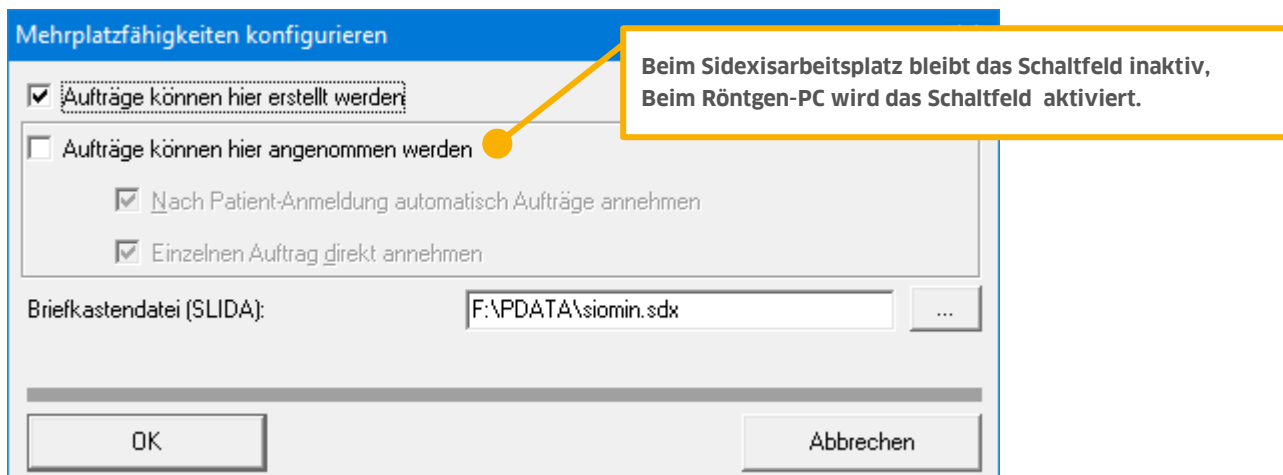 Mehrplatzfähigkeiten konfigurieren
Beim Sidexisarbeitsplatz bleibt das Schaltfeld inaktiv,
Beim Röntgen-PC wird das Schaltfeld aktiviert.
Aufträge können hier erstellt werden
Aufträge können hier angenommen werden
Nach Patient-Anmeldung automatisch Aufträge annehmen
Einzelnen Auftrag direkt annehmen
Briefkastendatei (SLIDA): F:\PDATA\siomin.sdx ...
OK Abbrechen